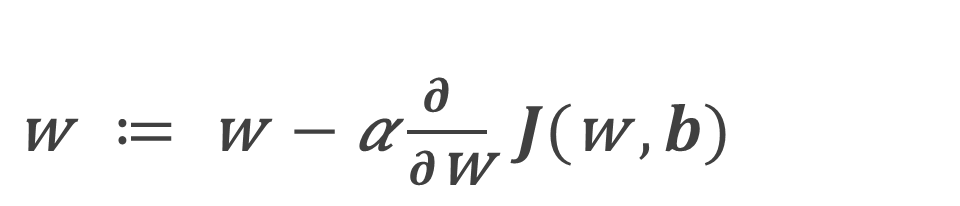 w := w − α ∂/∂w J(w, b)